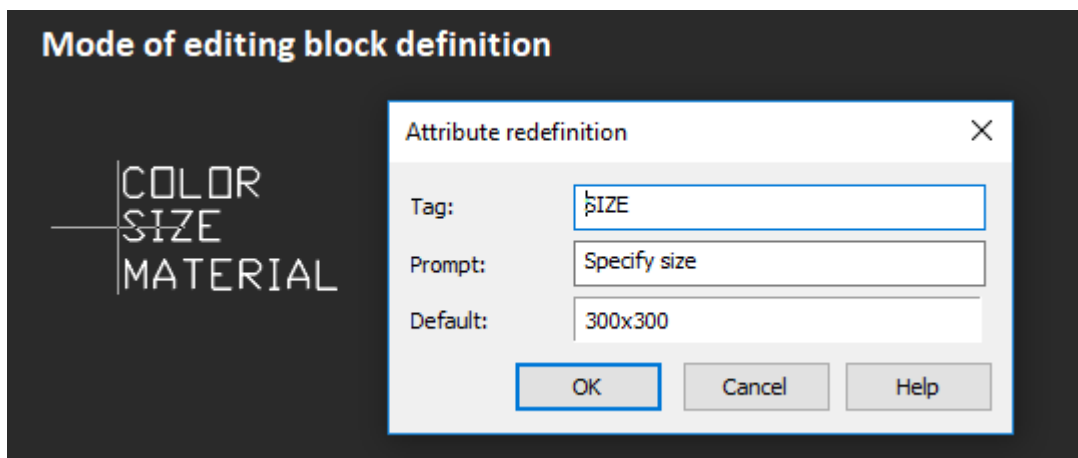 Mode of editing block definition
COLOR
SIZE
MATERIAL
Attribute redefinition
Tag: SIZE
Prompt: Specify size
Default: 300x300
OK Cancel Help